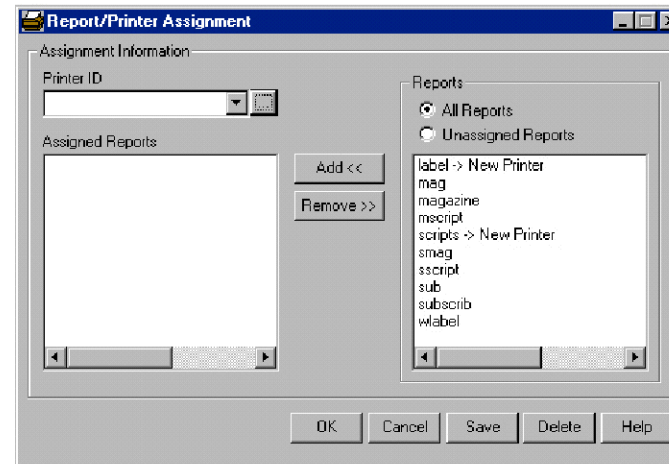 Report/Printer Assignment
Assignment Information
Printer ID
Assigned Reports
Add <<
Remove >>
Reports
All Reports
Unassigned Reports
label -> New Printer
mag
magazine
mscript
scripts -> New Printer
smag
sscript
sub
subscrib
wlabel
OK
Cancel
Save
Delete
Help